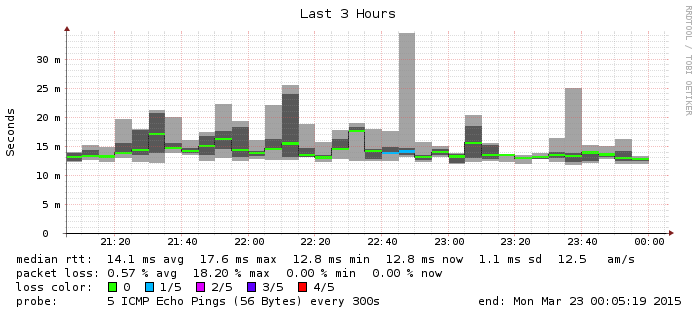 Last 3 Hours
RRDTOOL / TOBI OETIKER
Seconds
30 m
25 m
20 m
15 m
10 m
5 m
0
21:20 21:40 22:00 22:20 22:40 23:00 23:20 23:40 00:00
median rtt: 14.1 ms avg 17.6 ms max 12.8 ms min 12.8 ms now 1.1 ms sd 12.5 am/s
packet loss: 0.57 % avg 18.20 % max 0.00 % min 0.00 % now
loss color: 0 1/5 2/5 3/5 4/5
probe: 5 ICMP Echo Pings (56 Bytes) every 300s end: Mon Mar 23 00:05:19 2015